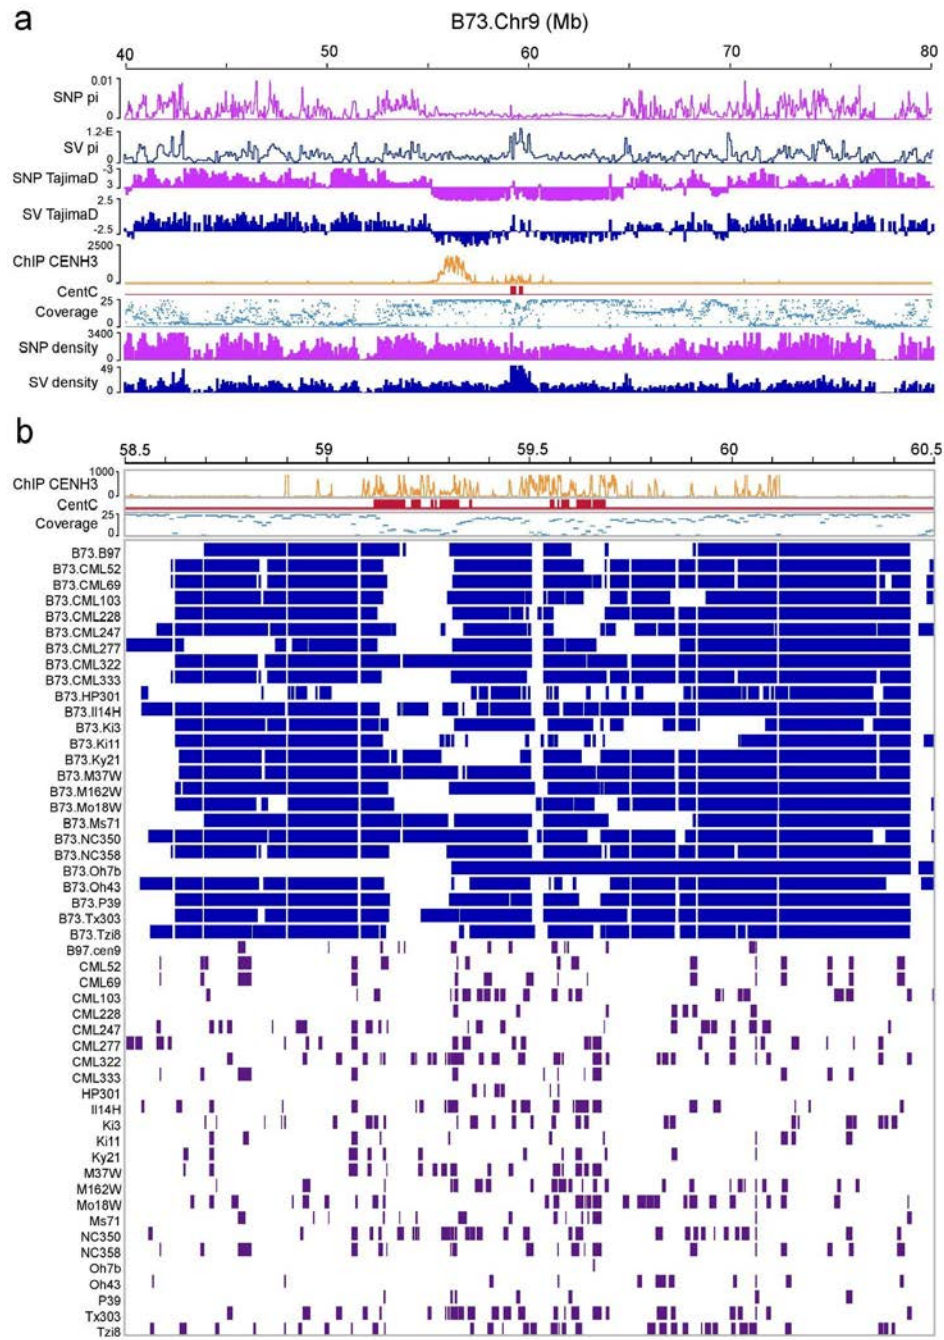 a
B73.Chr9 (Mb)
40 50 60 70 80
0.01
SNP pi
0
1.2-E
SV pi
0
SNP TajimaD -3
3
2.5
SV TajimaD
-2.5
2500
ChIP CENH3
0
CentC
25
Coverage
0
3400
SNP density
0
49
SV density
0
b
58.5 59 59.5 60 60.5
1000
ChIP CENH3
0
CentC
25
Coverage
0
B73.B97
B73.CML52
B73.CML69
B73.CML103
B73.CML228
B73.CML247
B73.CML277
B73.CML322
B73.CML333
B73.HP301
B73.Il14H
B73.Ki3
B73.Ki11
B73.Ky21
B73.M37W
B73.M162W
B73.Mo18W
B73.Ms71
B73.NC350
B73.NC358
B73.Oh7b
B73.Oh43
B73.P39
B73.Tx303
B73.Tzi8
B97.cen9
CML52
CML69
CML103
CML228
CML247
CML277
CML322
CML333
HP301
Il14H
Ki3
Ki11
Ky21
M37W
M162W
Mo18W
Ms71
NC350
NC358
Oh7b
Oh43
P39
Tx303
Tzi8